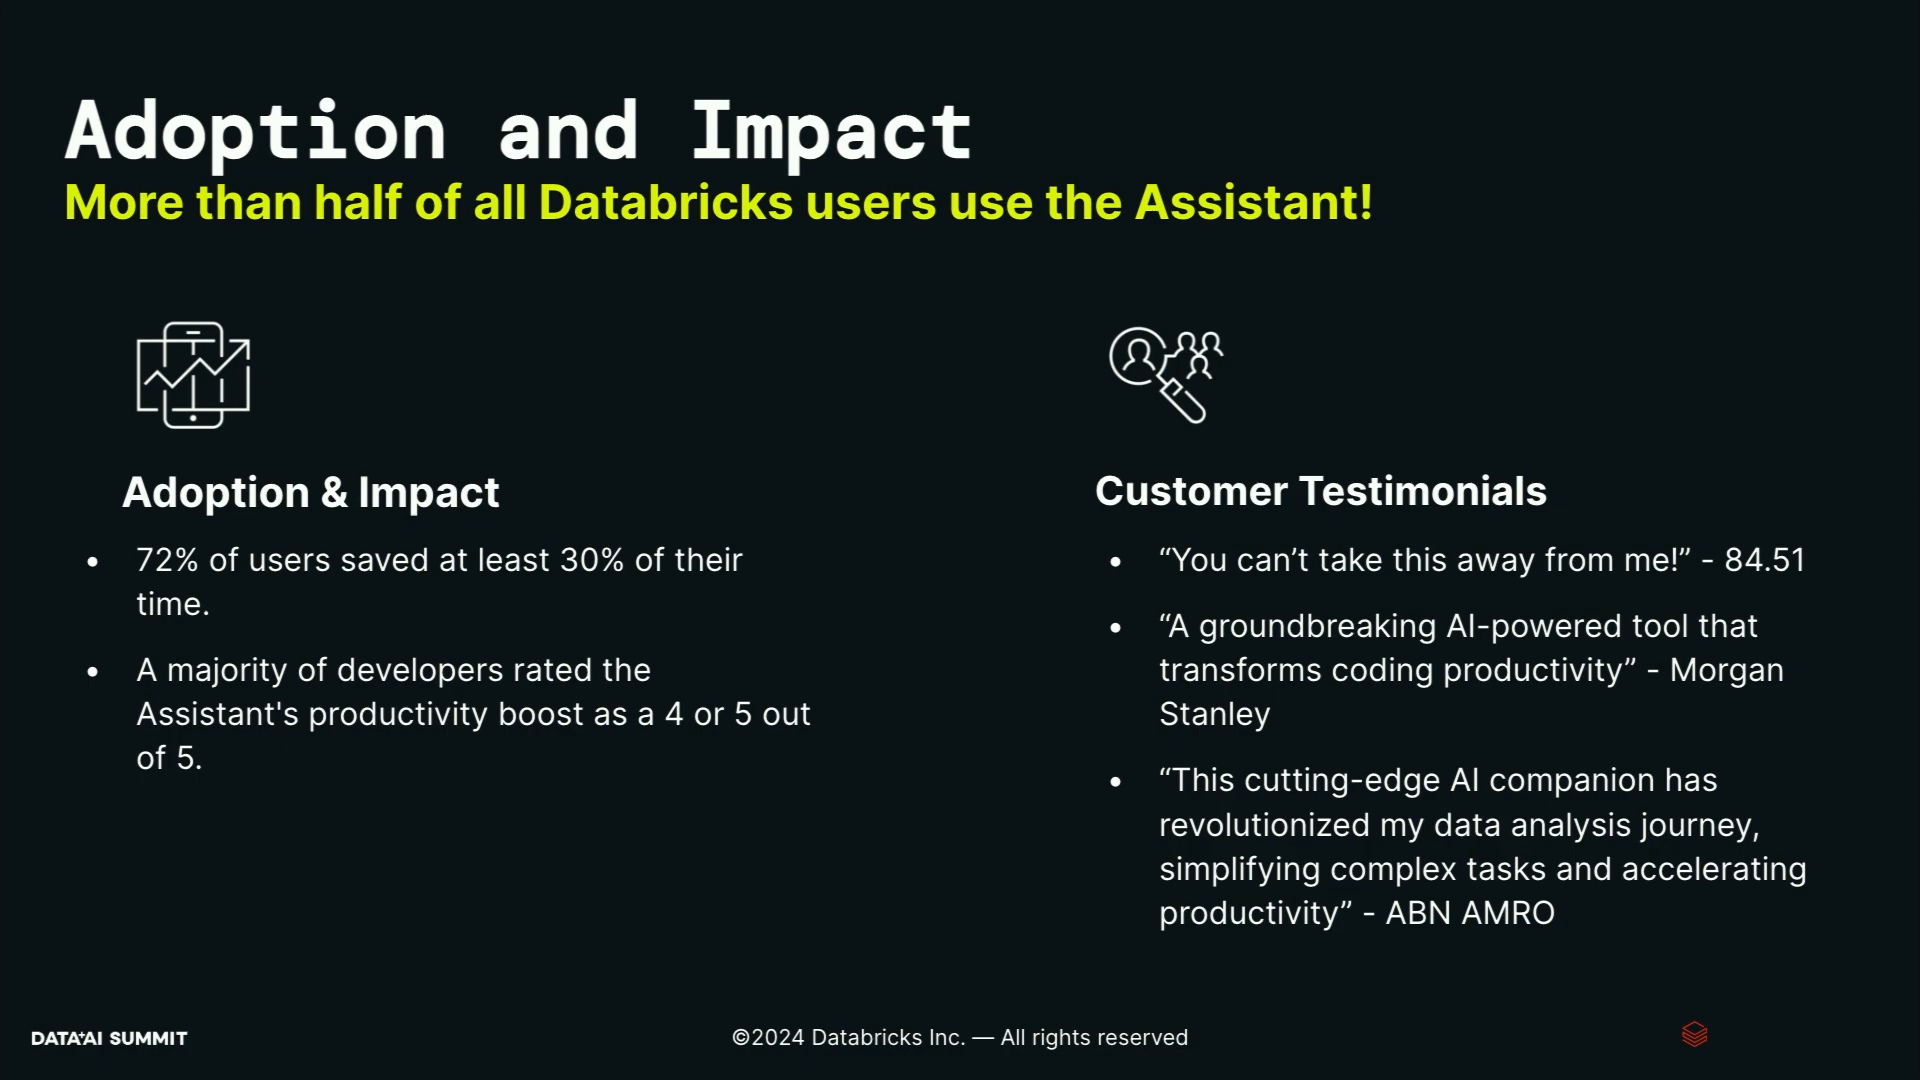 Adoption and Impact
More than half of all Databricks users use the Assistant!
Adoption & Impact
• 72% of users saved at least 30% of their
time.
• A majority of developers rated the
Assistant's productivity boost as a 4 or 5 out
of 5.
Customer Testimonials
• “You can’t take this away from me!” - 84.51
• “A groundbreaking AI-powered tool that
transforms coding productivity” - Morgan
Stanley
• “This cutting-edge AI companion has
revolutionized my data analysis journey,
simplifying complex tasks and accelerating
productivity” - ABN AMRO
DATA+AI SUMMIT
©2024 Databricks Inc. — All rights reserved